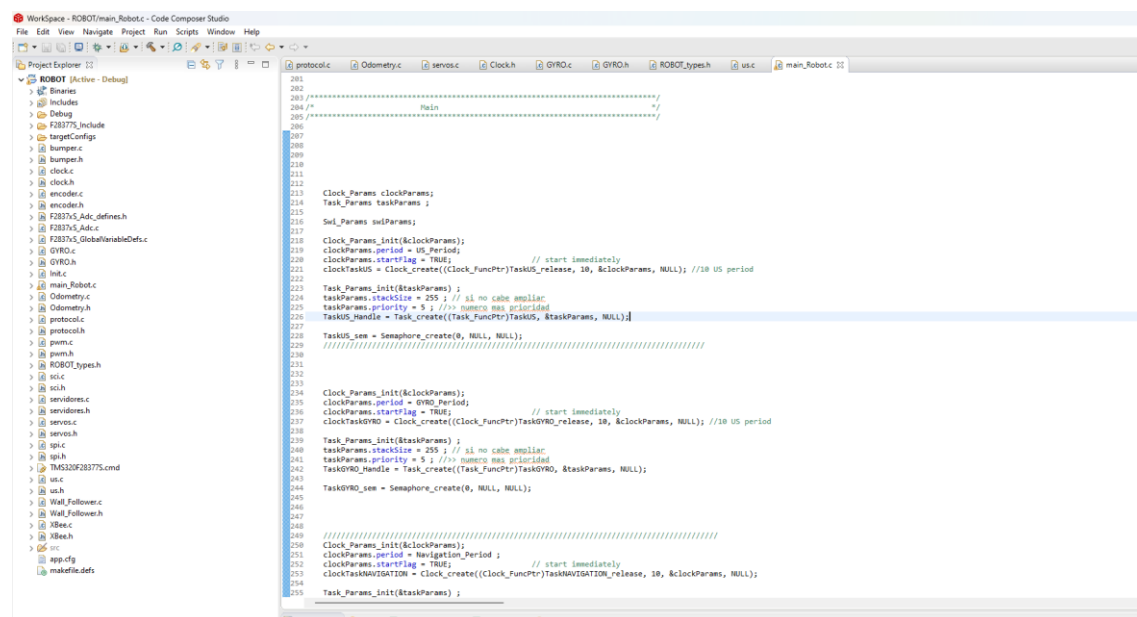 WorkSpace - ROBOT/main_Robot.c - Code Composer Studio
File Edit View Navigate Project Run Scripts Window Help
Project Explorer
ROBOT [Active - Debug]
Binaries
Includes
Debug
F28377S_Include
targetConfigs
bumper.c
bumper.h
clock.c
clock.h
encoder.c
encoder.h
F2837xS_Adc_defines.h
F2837xS_Adc.c
F2837xS_GlobalVariableDefs.c
GYRO.c
GYRO.h
Init.c
main_Robot.c
Odometry.c
Odometry.h
protocol.c
protocol.h
pwm.c
pwm.h
ROBOT_types.h
sci.c
sci.h
servidores.c
servidores.h
servos.c
servos.h
spi.c
spi.h
TMS320F28377S.cmd
us.c
us.h
Wall_Follower.c
Wall_Follower.h
XBee.c
XBee.h
src
app.cfg
makefile.defs
protocol.c Odometry.c servos.c Clock.h GYRO.c GYRO.h ROBOT_types.h us.c main_Robot.c
201
202
203 /******************************************************************************/
204 /* Main */
205 /******************************************************************************/
206
207
208
209
210
211
212
213 Clock_Params clockParams;
214 Task_Params taskParams ;
215
216 Swi_Params swiParams;
217
218 Clock_Params_init(&clockParams);
219 clockParams.period = US_Period;
220 clockParams.startFlag = TRUE; // start immediately
221 clockTaskUS = Clock_create((Clock_FuncPtr)TaskUS_release, 10, &clockParams, NULL); //10 US period
222
223 Task_Params_init(&taskParams) ;
224 taskParams.stackSize = 255 ; // si no cabe ampliar
225 taskParams.priority = 5 ; //>> numero mas prioridad
226 TaskUS_Handle = Task_create((Task_FuncPtr)TaskUS, &taskParams, NULL);
227
228 TaskUS_sem = Semaphore_create(0, NULL, NULL);
229 ////////////////////////////////////////////////////////////////////////////////////////
230
231
232
233
234 Clock_Params_init(&clockParams);
235 clockParams.period = GYRO_Period;
236 clockParams.startFlag = TRUE; // start immediately
237 clockTaskGYRO = Clock_create((Clock_FuncPtr)TaskGYRO_release, 10, &clockParams, NULL); //10 US period
238
239 Task_Params_init(&taskParams) ;
240 taskParams.stackSize = 255 ; // si no cabe ampliar
241 taskParams.priority = 5 ; //>> numero mas prioridad
242 TaskGYRO_Handle = Task_create((Task_FuncPtr)TaskGYRO, &taskParams, NULL);
243
244 TaskGYRO_sem = Semaphore_create(0, NULL, NULL);
245
246
247
248
249 ///////////////////////////////////////////////////////////////////////////////////////////
250 Clock_Params_init(&clockParams);
251 clockParams.period = Navigation_Period ;
252 clockParams.startFlag = TRUE; // start immediately
253 clockTaskNAVIGATION = Clock_create((Clock_FuncPtr)TaskNAVIGATION_release, 10, &clockParams, NULL);
254
255 Task_Params_init(&taskParams) ;